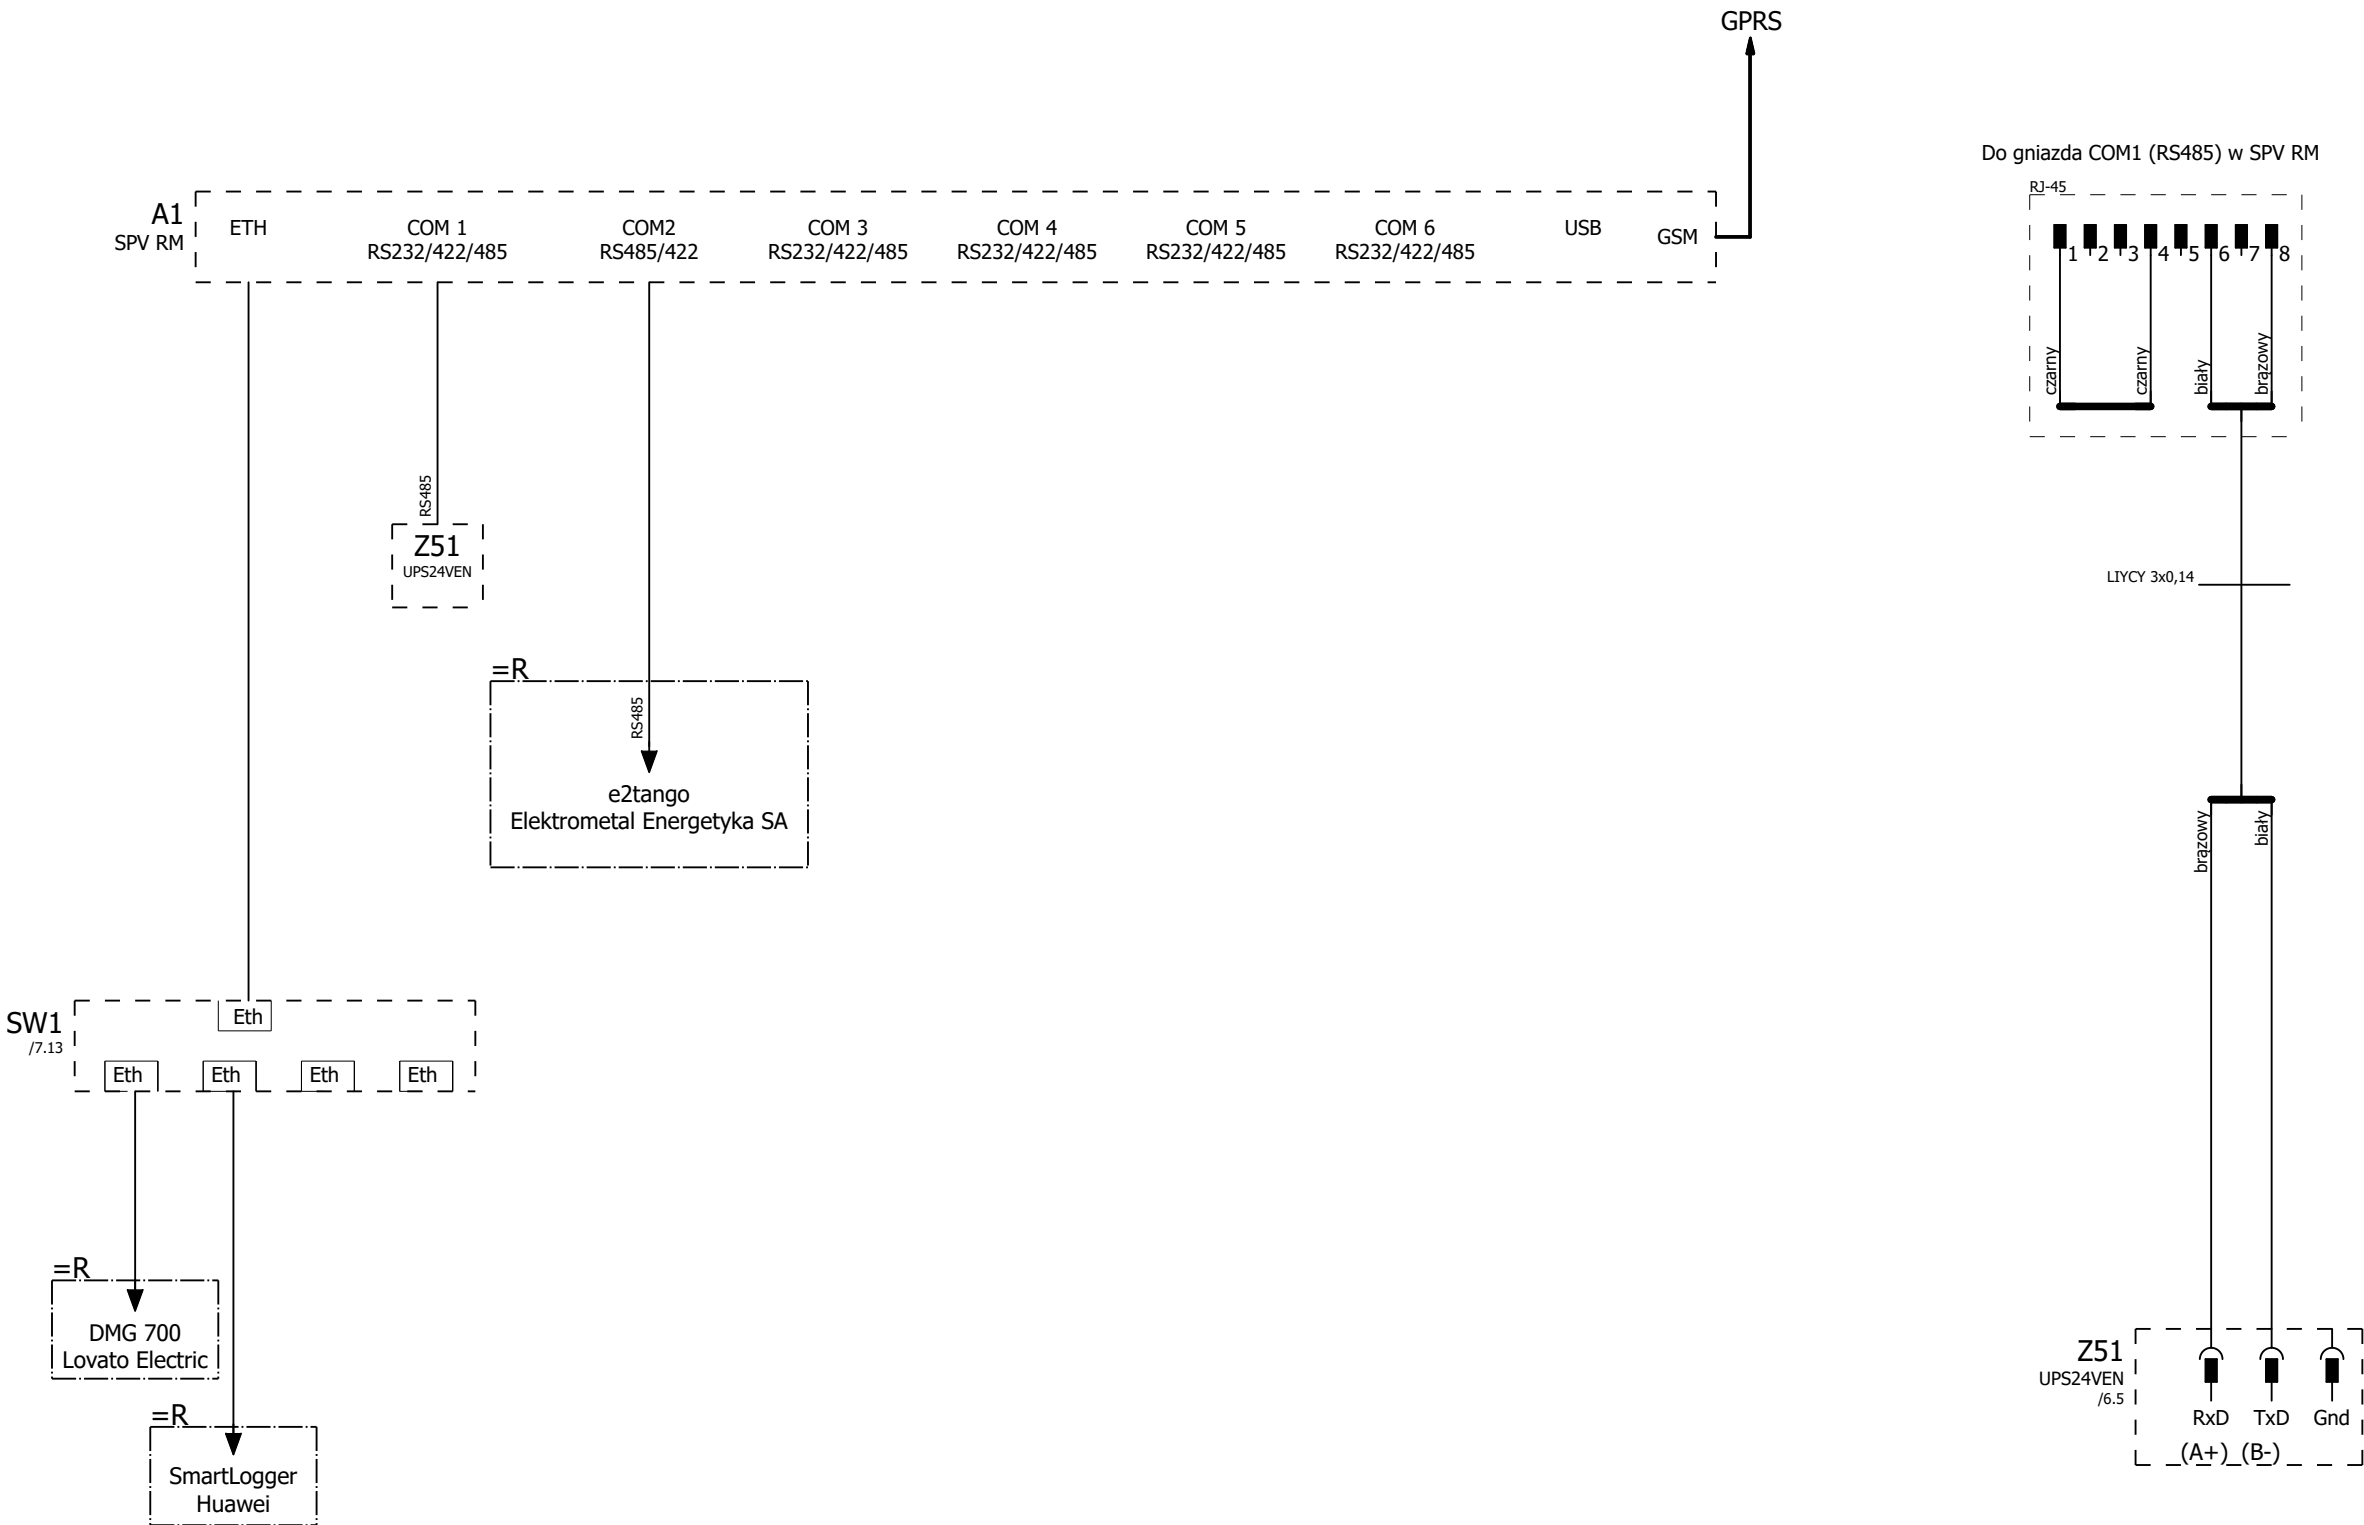 GPRS
Do gniazda COM1 (RS485) w SPV RM
RJ-45
A1
SPV RM
ETH
COM 1
RS232/422/485
COM2
RS485/422
COM 3
RS232/422/485
COM 4
RS232/422/485
COM 5
RS232/422/485
COM 6
RS232/422/485
USB
GSM
1 2 3 4 5 6 7 8
czarny
czarny
biały
brązowy
RS485
Z51
UPS24VEN
LIYCY 3x0,14
=R
RS485
e2tango
Elektrometal Energetyka SA
brązowy
biały
SW1
/7.13
Eth
Eth
Eth
Eth
Eth
=R
DMG 700
Lovato Electric
=R
SmartLogger
Huawei
Z51
UPS24VEN
/6.5
RxD TxD Gnd
(A+) (B-)